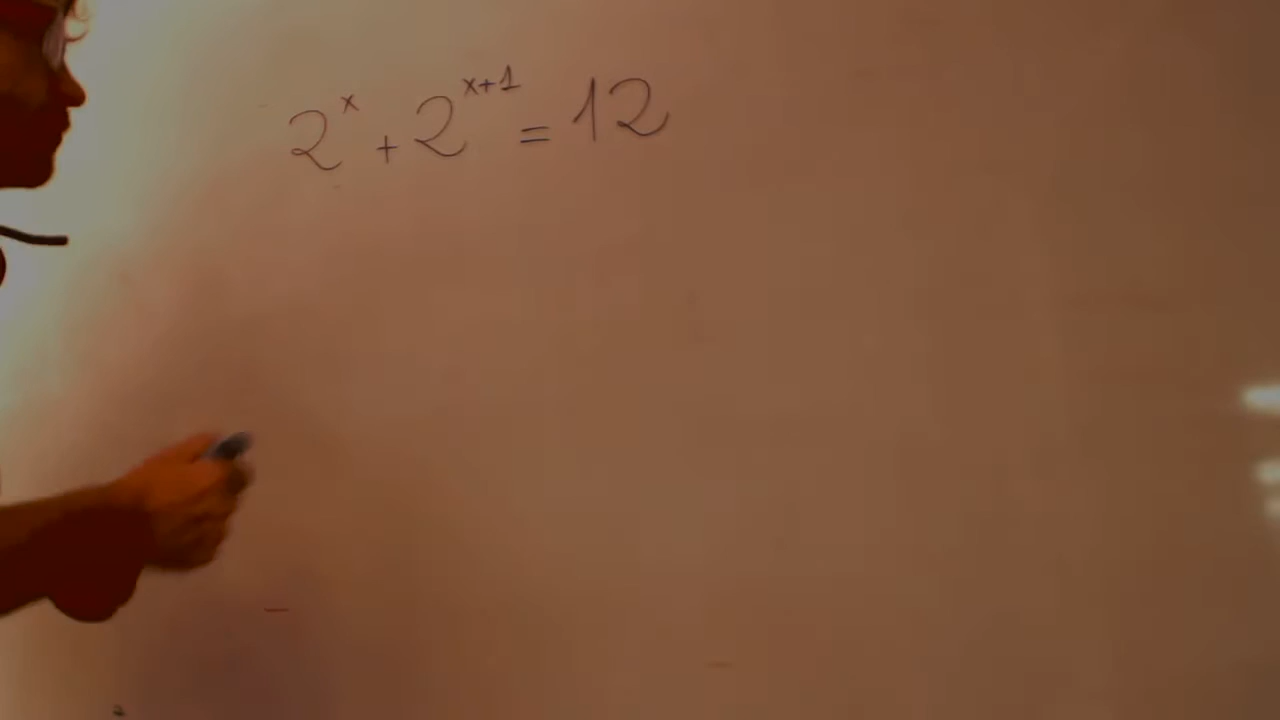 2^x + 2^{x+1} = 12